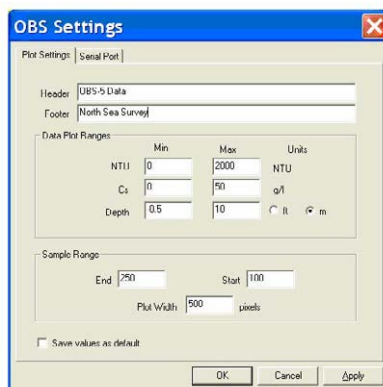 OBS Settings
Plot Settings Serial Port
Header OBS-5 Data
Footer North Sea Survey
Data Plot Ranges
Min Max Units
NTU 0 2000 NTU
Cs 0 50 g/l
Depth 0.5 10 ft m
Sample Range
End 250 Start 100
Plot Width 500 pixels
Save values as default
OK Cancel Apply